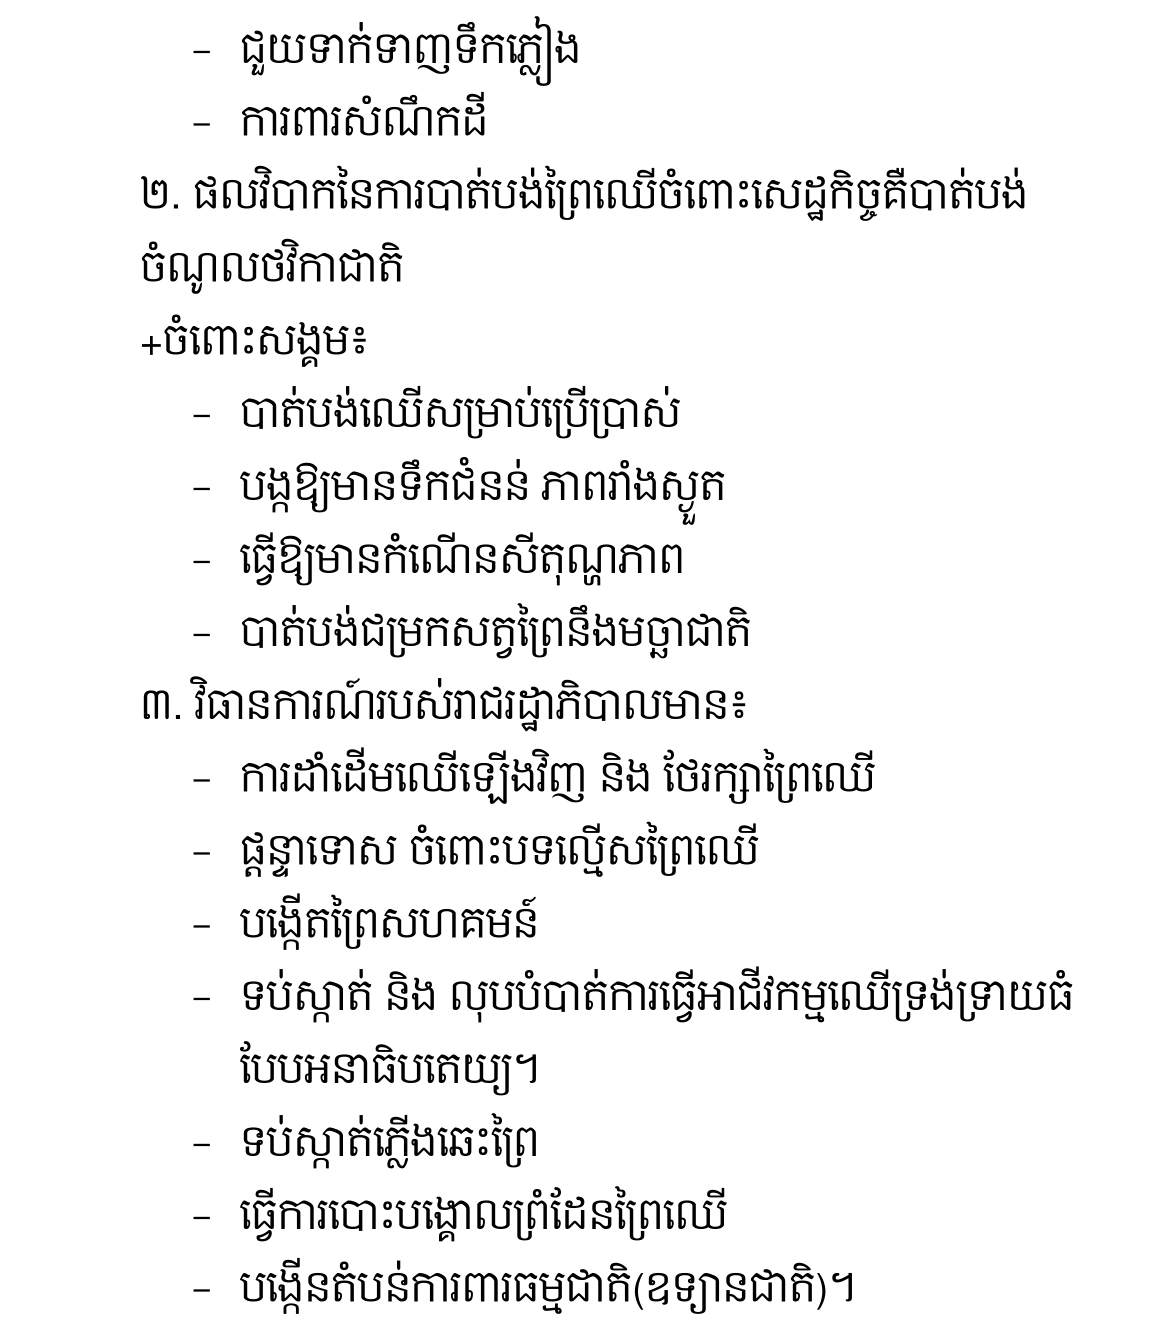 – ជួយទាក់ទាញទឹកភ្លៀង
– ការពារសំណឹកដី
២. ផលវិបាកនៃការបាត់បង់ព្រៃឈើចំពោះសេដ្ឋកិច្ចគឺបាត់បង់
ចំណូលថវិកាជាតិ
+ចំពោះសង្គម៖
– បាត់បង់ឈើសម្រាប់ប្រើប្រាស់
– បង្កឱ្យមានទឹកជំនន់ ភាពរាំងស្ងួត
– ធ្វើឱ្យមានកំណើនសីតុណ្ហភាព
– បាត់បង់ជម្រកសត្វព្រៃនឹងមច្ឆាជាតិ
៣. វិធានការណ៍របស់រាជរដ្ឋាភិបាលមាន៖
– ការដាំដើមឈើឡើងវិញ និង ថែរក្សាព្រៃឈើ
– ផ្តន្ទាទោស ចំពោះបទល្មើសព្រៃឈើ
– បង្កើតព្រៃសហគមន៍
– ទប់ស្កាត់ និង លុបបំបាត់ការធ្វើអាជីវកម្មឈើទ្រង់ទ្រាយធំ
បែបអនាធិបតេយ្យ។
– ទប់ស្កាត់ភ្លើងឆេះព្រៃ
– ធ្វើការបោះបង្គោលព្រំដែនព្រៃឈើ
– បង្កើនតំបន់ការពារធម្មជាតិ(ឧទ្យានជាតិ)។